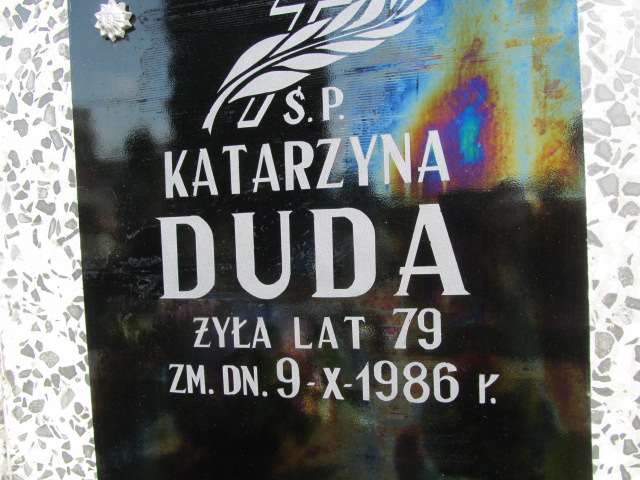 Ś.P.
KATARZYNA
DUDA
ŻYŁA LAT 79
ZM. DN. 9-X-1986 r.